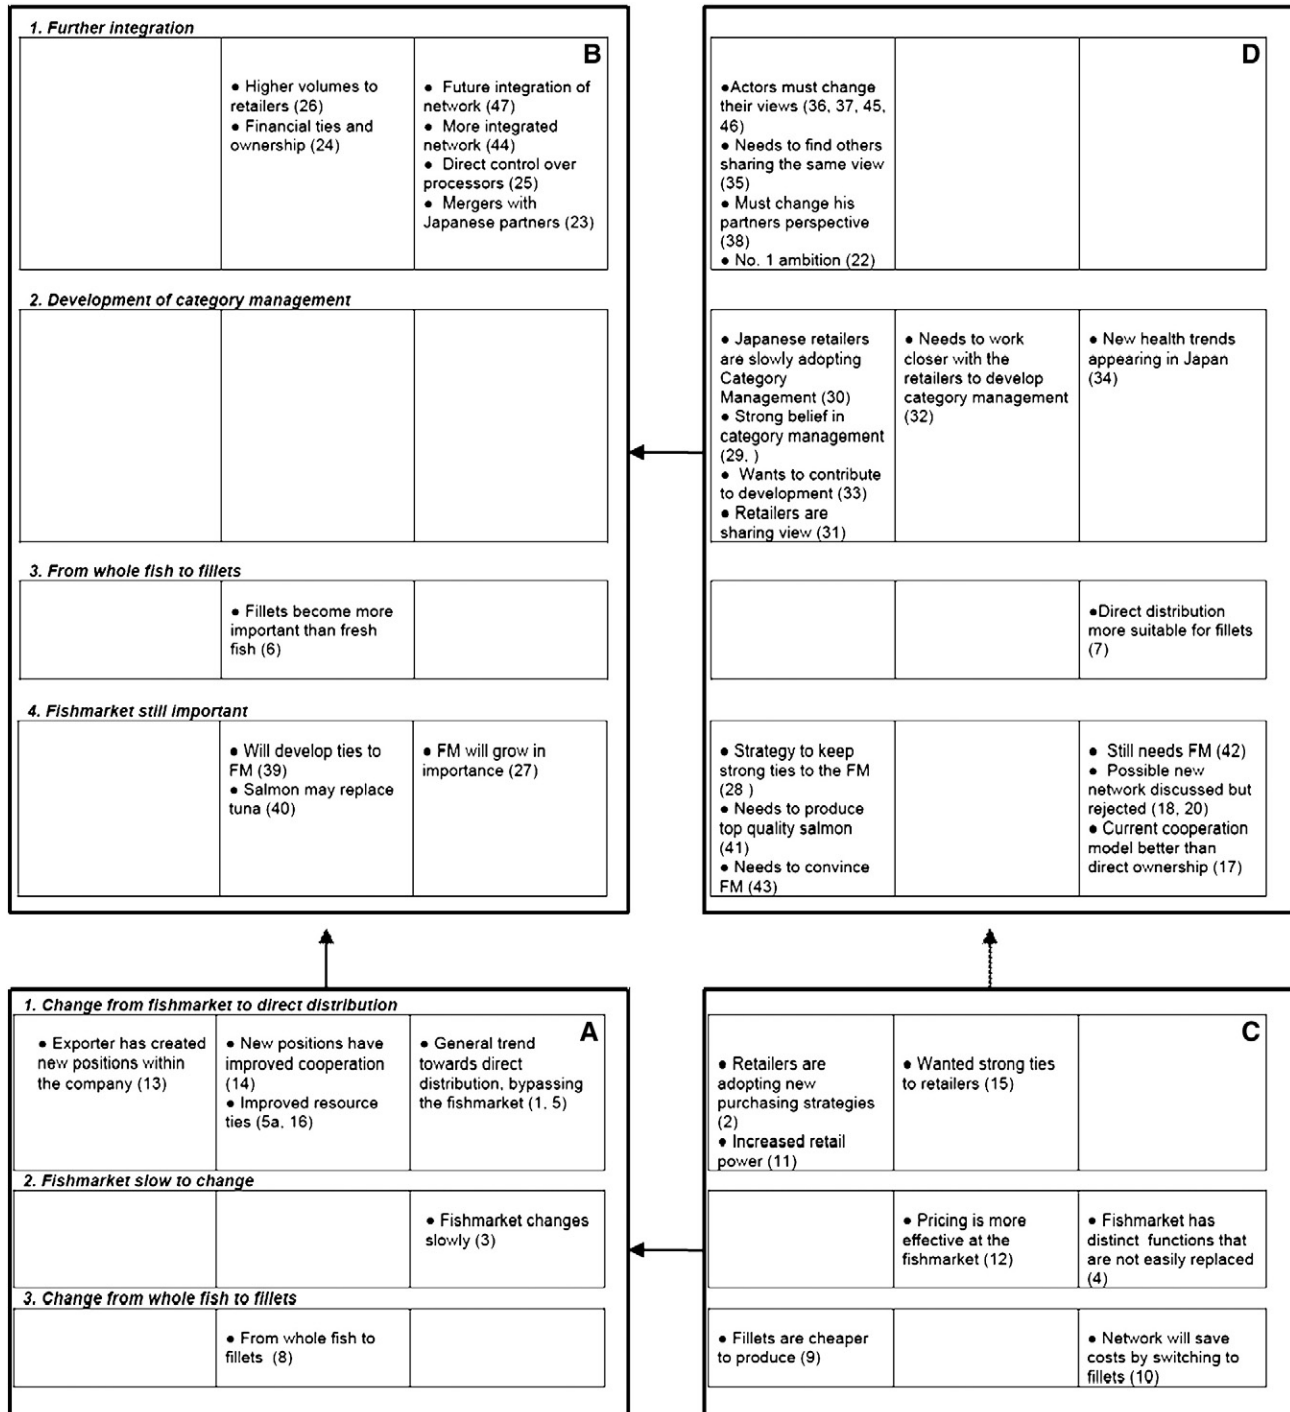 1. Further integration
B
● Higher volumes to
retailers (26)
● Financial ties and
ownership (24)
● Future integration of
network (47)
● More integrated
network (44)
● Direct control over
processors (25)
● Mergers with
Japanese partners (23)
2. Development of category management
3. From whole fish to fillets
● Fillets become more
important than fresh
fish (6)
4. Fishmarket still important
● Will develop ties to
FM (39)
● Salmon may replace
tuna (40)
● FM will grow in
importance (27)
D
●Actors must change
their views (36, 37, 45,
46)
● Needs to find others
sharing the same view
(35)
● Must change his
partners perspective
(38)
● No. 1 ambition (22)
● Japanese retailers
are slowly adopting
Category
Management (30)
● Strong belief in
category management
(29, )
● Wants to contribute
to development (33)
● Retailers are
sharing view (31)
● Needs to work
closer with the
retailers to develop
category management
(32)
● New health trends
appearing in Japan
(34)
●Direct distribution
more suitable for fillets
(7)
● Strategy to keep
strong ties to the FM
(28 )
● Needs to produce
top quality salmon
(41)
● Needs to convince
FM (43)
● Still needs FM (42)
● Possible new
network discussed but
rejected (18, 20)
● Current cooperation
model better than
direct ownership (17)
1. Change from fishmarket to direct distribution
A
● Exporter has created
new positions within
the company (13)
● New positions have
improved cooperation
(14)
● Improved resource
ties (5a, 16)
● General trend
towards direct
distribution, bypassing
the fishmarket (1, 5)
2. Fishmarket slow to change
● Fishmarket changes
slowly (3)
3. Change from whole fish to fillets
● From whole fish to
fillets (8)
C
● Retailers are
adopting new
purchasing strategies
(2)
● Increased retail
power (11)
● Wanted strong ties
to retailers (15)
● Pricing is more
effective at the
fishmarket (12)
● Fishmarket has
distinct functions that
are not easily replaced
(4)
● Fillets are cheaper
to produce (9)
● Network will save
costs by switching to
fillets (10)